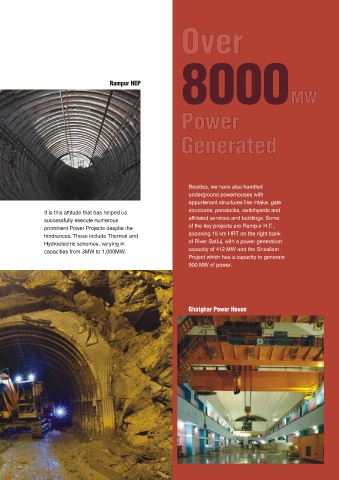 Rampur HEP
It is this attitude that has helped us
successfully execute numerous
prominent Power Projects despite the
hindrances. These include Thermal and
Hydroelectric schemes, varying in
capacities from 3MW to 1,000MW.
Over
8000 MW
Power
Generated
Besides, we have also handled
underground powerhouses with
appurtenant structures like intake, gate
structures, penstocks, switchyards and
affiliated services and buildings. Some
of the key projects are Rampur H.E.,
spanning 15 km HRT on the right bank
of River Satluj, with a power generation
capacity of 412 MW and the Srisailam
Project which has a capacity to generate
900 MW of power.
Ghatghar Power House